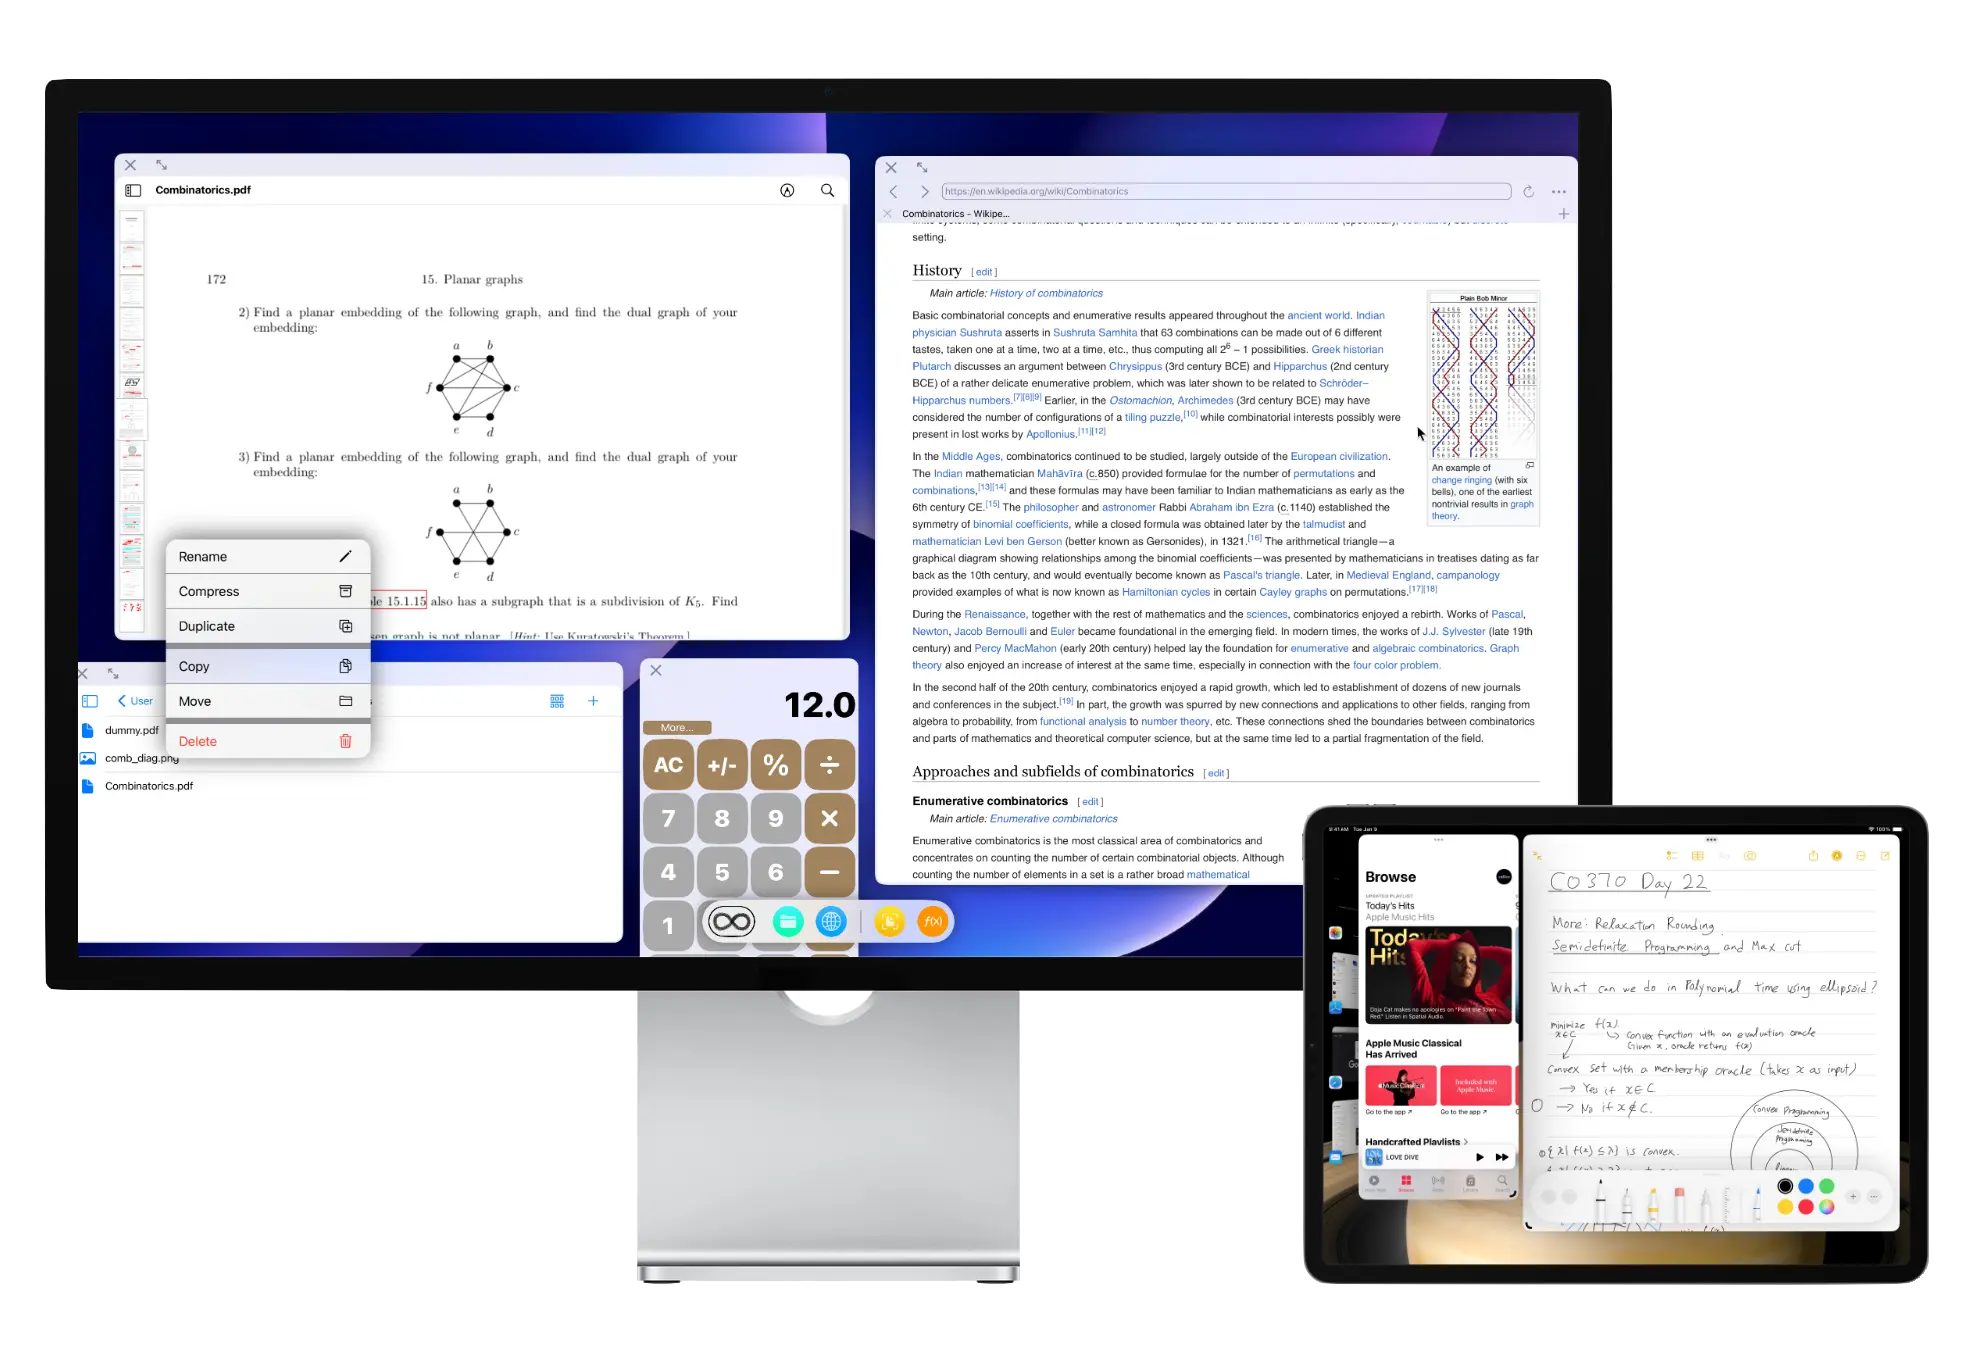 Combinatorics.pdf
172
15. Planar graphs
2) Find a planar embedding of the following graph, and find the dual graph of your
embedding:
a b
f c
e d
3) Find a planar embedding of the following graph, and find the dual graph of your
embedding:
a b
f c
e d
15.1.15 also has a subgraph that is a subdivision of K5. Find
graph is not planar. [Hint: Use Kuratowski's Theorem.]
Rename
Compress
Duplicate
Copy
Move
Delete
User
dummy.pdf
comb_diag.png
Combinatorics.pdf
12.0
More...
AC +/- % ÷
7 8 9 ×
4 5 6 −
1
f(x)
https://en.wikipedia.org/wiki/Combinatorics
Combinatorics - Wikipe...
setting.
History [ edit ]
Main article: History of combinatorics
Basic combinatorial concepts and enumerative results appeared throughout the ancient world. Indian
physician Sushruta asserts in Sushruta Samhita that 63 combinations can be made out of 6 different
tastes, taken one at a time, two at a time, etc., thus computing all 2⁶ − 1 possibilities. Greek historian
Plutarch discusses an argument between Chrysippus (3rd century BCE) and Hipparchus (2nd century
BCE) of a rather delicate enumerative problem, which was later shown to be related to Schröder–
Hipparchus numbers.[7][8][9] Earlier, in the Ostomachion, Archimedes (3rd century BCE) may have
considered the number of configurations of a tiling puzzle,[10] while combinatorial interests possibly were
present in lost works by Apollonius.[11][12]
Plain Bob Minor
An example of
change ringing (with six
bells), one of the earliest
nontrivial results in graph
theory.
In the Middle Ages, combinatorics continued to be studied, largely outside of the European civilization.
The Indian mathematician Mahāvīra (c. 850) provided formulae for the number of permutations and
combinations,[13][14] and these formulas may have been familiar to Indian mathematicians as early as the
6th century CE.[15] The philosopher and astronomer Rabbi Abraham ibn Ezra (c. 1140) established the
symmetry of binomial coefficients, while a closed formula was obtained later by the talmudist and
mathematician Levi ben Gerson (better known as Gersonides), in 1321.[16] The arithmetical triangle—a
graphical diagram showing relationships among the binomial coefficients—was presented by mathematicians in treatises dating as far
back as the 10th century, and would eventually become known as Pascal's triangle. Later, in Medieval England, campanology
provided examples of what is now known as Hamiltonian cycles in certain Cayley graphs on permutations.[17][18]
During the Renaissance, together with the rest of mathematics and the sciences, combinatorics enjoyed a rebirth. Works of Pascal,
Newton, Jacob Bernoulli and Euler became foundational in the emerging field. In modern times, the works of J.J. Sylvester (late 19th
century) and Percy MacMahon (early 20th century) helped lay the foundation for enumerative and algebraic combinatorics. Graph
theory also enjoyed an increase of interest at the same time, especially in connection with the four color problem.
In the second half of the 20th century, combinatorics enjoyed a rapid growth, which led to establishment of dozens of new journals
and conferences in the subject.[19] In part, the growth was spurred by new connections and applications to other fields, ranging from
algebra to probability, from functional analysis to number theory, etc. These connections shed the boundaries between combinatorics
and parts of mathematics and theoretical computer science, but at the same time led to a partial fragmentation of the field.
Approaches and subfields of combinatorics [ edit ]
Enumerative combinatorics [ edit ]
Main article: Enumerative combinatorics
Enumerative combinatorics is the most classical area of combinatorics and
concentrates on counting the number of certain combinatorial objects. Although
counting the number of elements in a set is a rather broad mathematical
9:41 AM Tue Jan 9
100%
Browse
UPDATED PLAYLIST
Today's Hits
Apple Music Hits
Today's
Hits
Doja Cat makes no apologies on "Paint the Town
Red." Listen in Spatial Audio.
Apple Music Classical
Has Arrived
Music Classical
Included with
Apple Music.
Go to the app ↗ Go to the app ↗
Handcrafted Playlists
LOVE DIVE
Browse
CO 370 Day 22
More: Relaxation Rounding
Semidefinite Programming and Max cut
What can we do in Polynomial time using ellipsoid?
minimize f(x)
x∈C ↳ Convex function with an evaluation oracle
Given x, oracle returns f(x)
Convex set with a membership oracle (takes x as input)
→ Yes if x∈C
→ No if x∉C.
Convex Programming
Semidefinite
Programming
{x| f(x) ≤ λ} is convex.